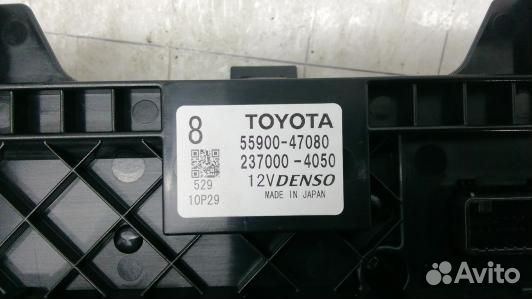 8 TOYOTA
55900-47080
237000-4050
529 12V DENSO
10P29 MADE IN JAPAN
Avito